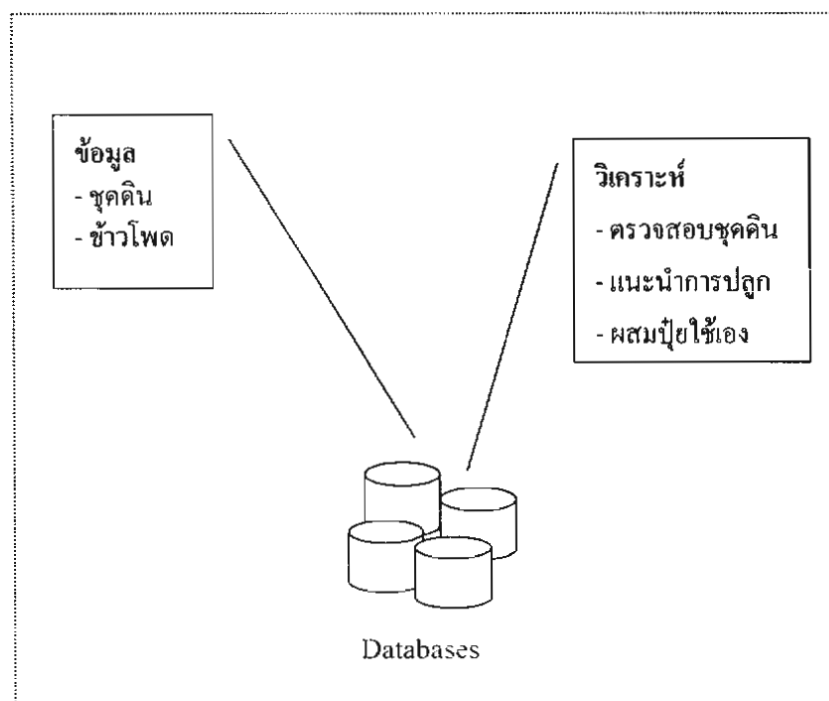 ข้อมูล
- ชุดดิน
- ข้าวโพด
วิเคราะห์
- ตรวจสอบชุดดิน
- แนะนำการปลูก
- ผสมปุ๋ยใช้เอง
Databases